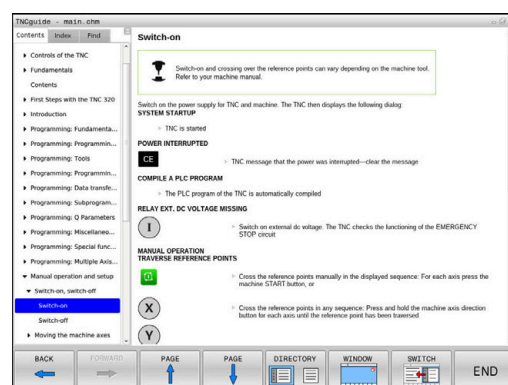 TNCguide - main.chm
Contents Index Find
Controls of the TNC
Fundamentals
Contents
First Steps with the TNC 320
Introduction
Programming: Fundamenta...
Programming: Programmin...
Programming: Tools
Programming: Programmin...
Programming: Data transfe...
Programming: Subprogram...
Programming: Q Parameters
Programming: Miscellaneo...
Programming: Special func...
Programming: Multiple Axis...
Manual operation and setup
Switch-on, switch-off
Switch-on
Switch-off
Moving the machine axes
Switch-on
Switch-on and crossing over the reference points can vary depending on the machine tool.
Refer to your machine manual.
Switch on the power supply for TNC and machine. The TNC then displays the following dialog:
SYSTEM STARTUP
TNC is started
POWER INTERRUPTED
CE
TNC message that the power was interrupted—clear the message
COMPILE A PLC PROGRAM
The PLC program of the TNC is automatically compiled
RELAY EXT. DC VOLTAGE MISSING
I
Switch on external dc voltage. The TNC checks the functioning of the EMERGENCY
STOP circuit
MANUAL OPERATION
TRAVERSE REFERENCE POINTS
Cross the reference points manually in the displayed sequence: For each axis press the
machine START button, or
X
Cross the reference points in any sequence: Press and hold the machine axis direction
button for each axis until the reference point has been traversed
Y
BACK
FORWARD
PAGE
PAGE
DIRECTORY
WINDOW
SWITCH
END